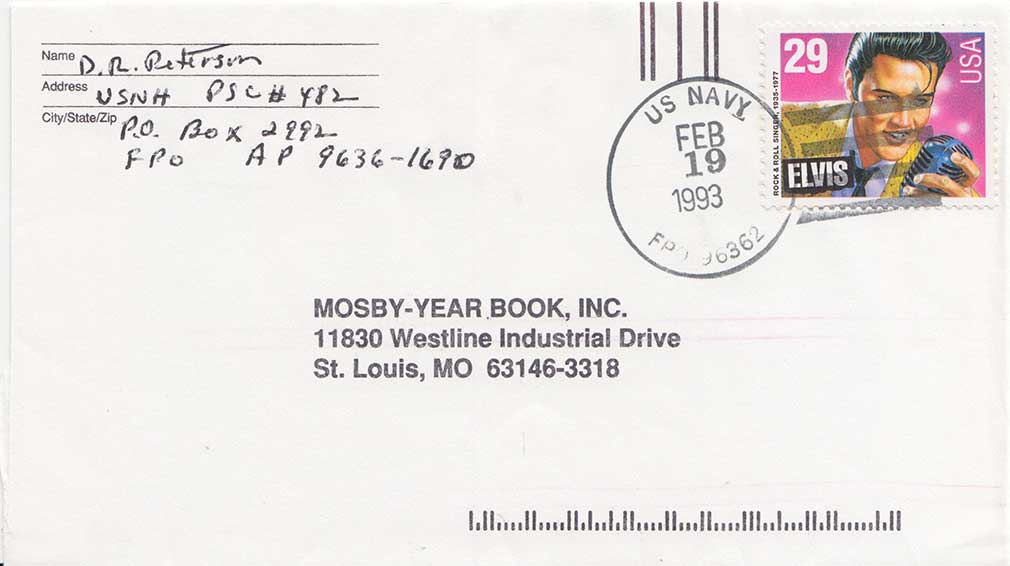 Name D. R. Peterson
Address USNH PSC# 482
City/State/Zip P.O. Box 2992
FPO AP 9636-1690
US NAVY
FEB
19
1993
FPO 96362
29
USA
ROCK & ROLL SINGER, 1935-1977
ELVIS
MOSBY-YEAR BOOK, INC.
11830 Westline Industrial Drive
St. Louis, MO 63146-3318